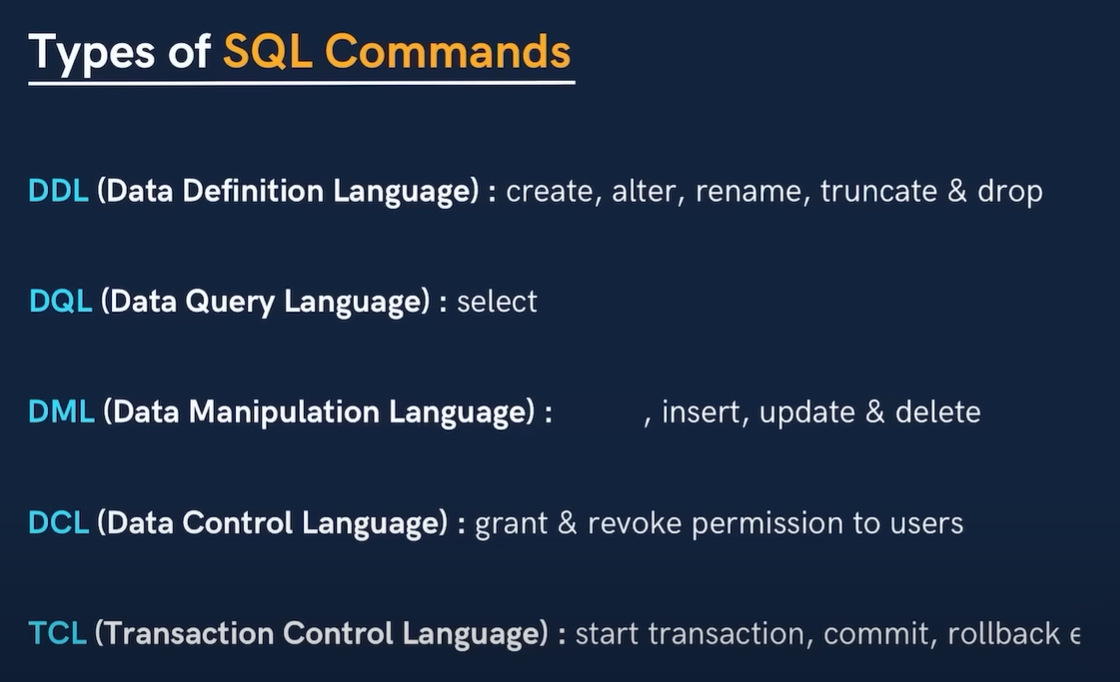 Types of SQL Commands
DDL (Data Definition Language) : create, alter, rename, truncate & drop
DQL (Data Query Language) : select
DML (Data Manipulation Language) : , insert, update & delete
DCL (Data Control Language) : grant & revoke permission to users
TCL (Transaction Control Language) : start transaction, commit, rollback